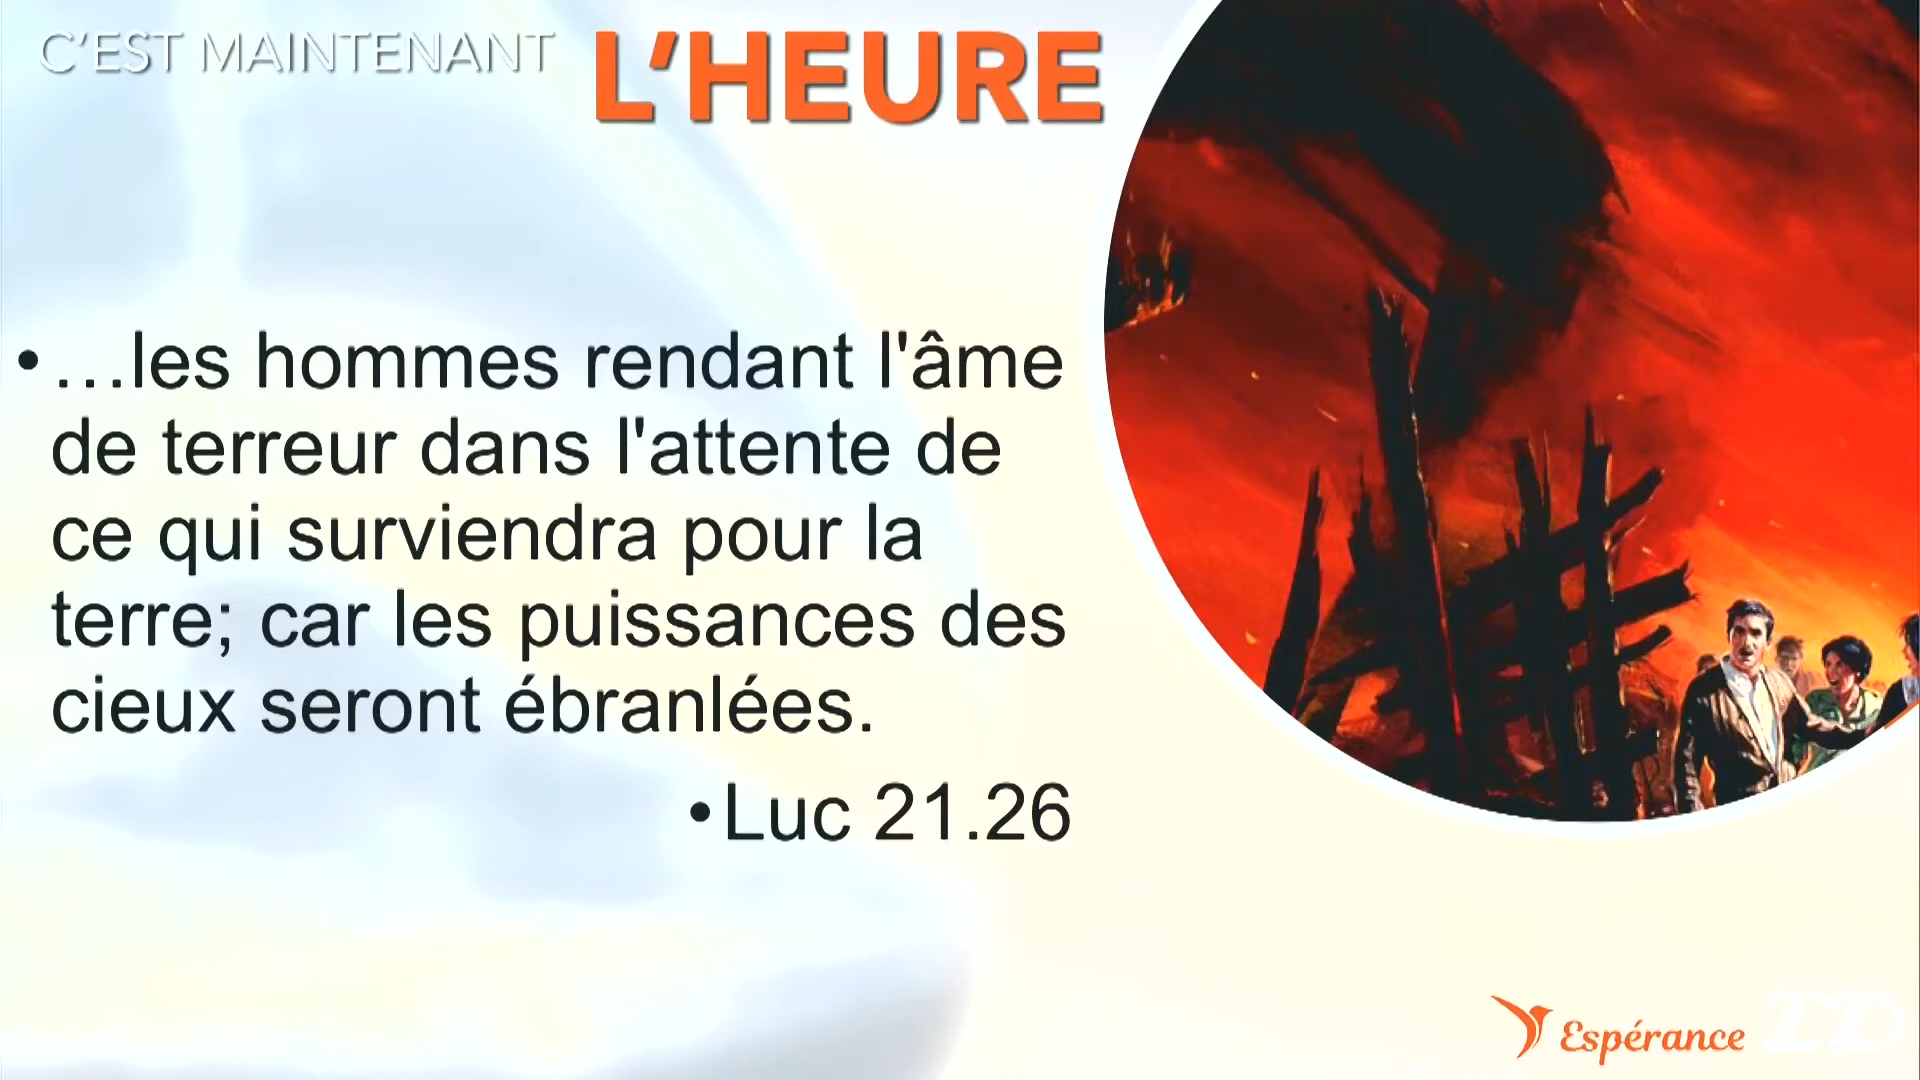 C'EST MAINTENANT L'HEURE
• …les hommes rendant l'âme
de terreur dans l'attente de
ce qui surviendra pour la
terre; car les puissances des
cieux seront ébranlées.
•Luc 21.26
Espérance